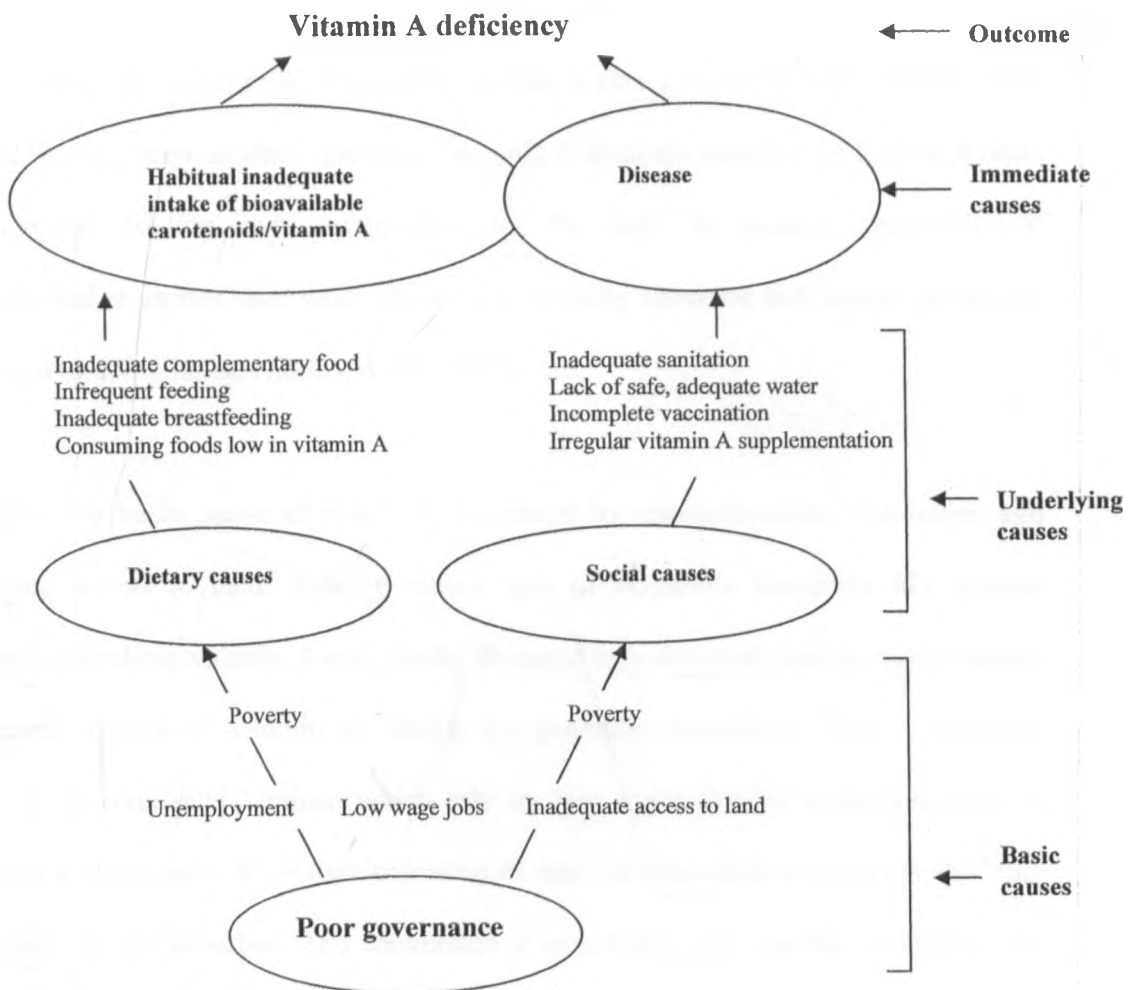 Vitamin A deficiency
Outcome
Habitual inadequate
intake of bioavailable
carotenoids/vitamin A
Disease
Immediate
causes
Inadequate complementary food
Infrequent feeding
Inadequate breastfeeding
Consuming foods low in vitamin A
Inadequate sanitation
Lack of safe, adequate water
Incomplete vaccination
Irregular vitamin A supplementation
Underlying
causes
Dietary causes
Social causes
Poverty
Poverty
Unemployment
Low wage jobs
Inadequate access to land
Basic
causes
Poor governance